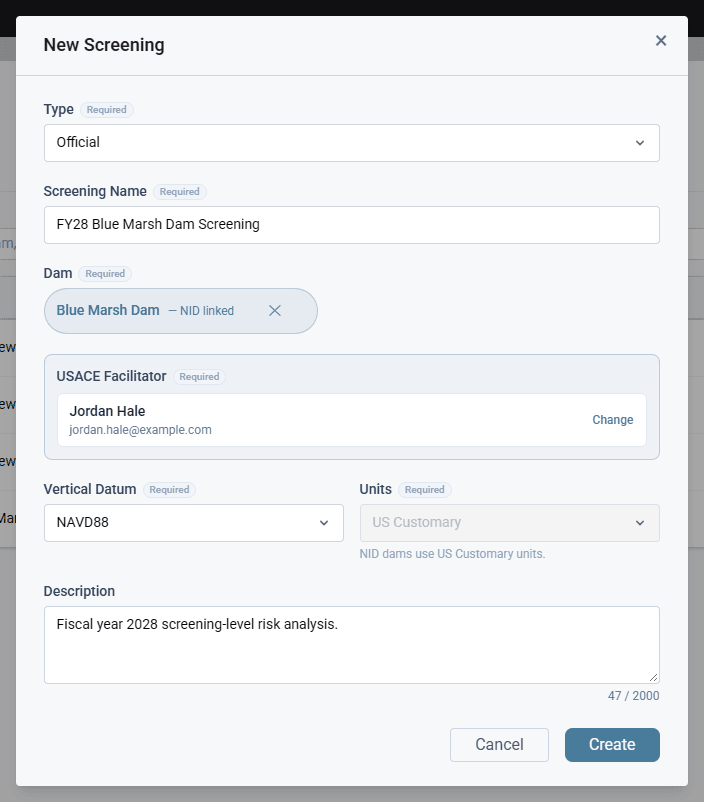 New Screening
Type Required
Official
Screening Name Required
FY28 Blue Marsh Dam Screening
Dam Required
Blue Marsh Dam — NID linked
USACE Facilitator Required
Jordan Hale
jordan.hale@example.com
Change
Vertical Datum Required
Units Required
NAVD88
US Customary
NID dams use US Customary units.
Description
Fiscal year 2028 screening-level risk analysis.
47 / 2000
Cancel
Create